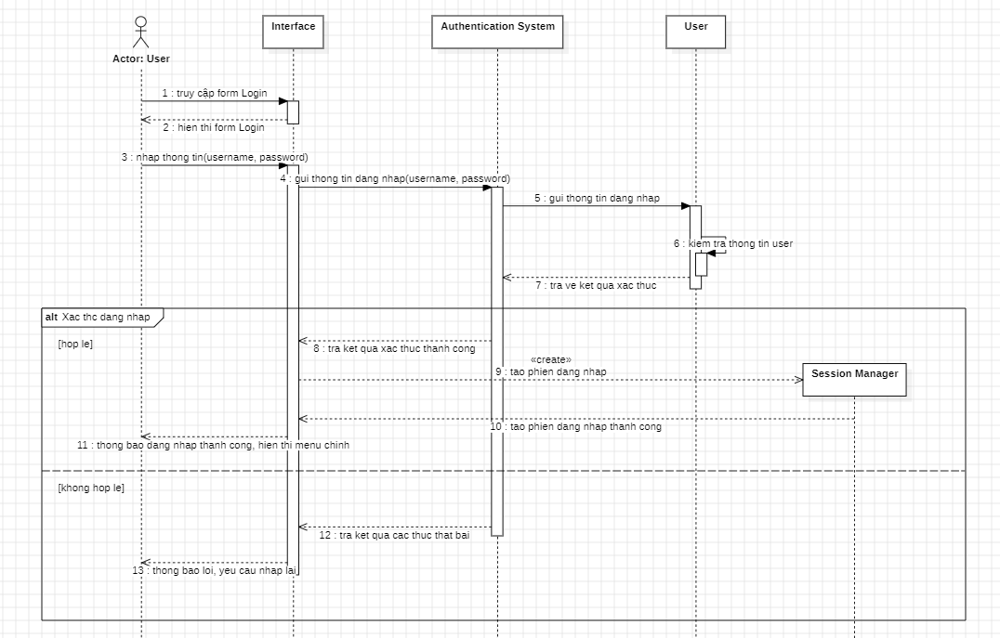 Interface
Authentication System
User
Actor: User
1 : truy cập form Login
2 : hien thi form Login
3 : nhap thong tin(username, password)
4 : gui thong tin dang nhap(username, password)
5 : gui thong tin dang nhap
6 : kiem tra thong tin user
7 : tra ve ket qua xac thuc
alt Xac thc dang nhap
[hop le]
8 : tra ket qua xac thuc thanh cong
«create»
9 : tao phien dang nhap
Session Manager
10 : tao phien dang nhap thanh cong
11 : thong bao dang nhap thanh cong, hien thi menu chinh
[khong hop le]
12 : tra ket qua cac thuc that bai
13 : thong bao loi, yeu cau nhap lai